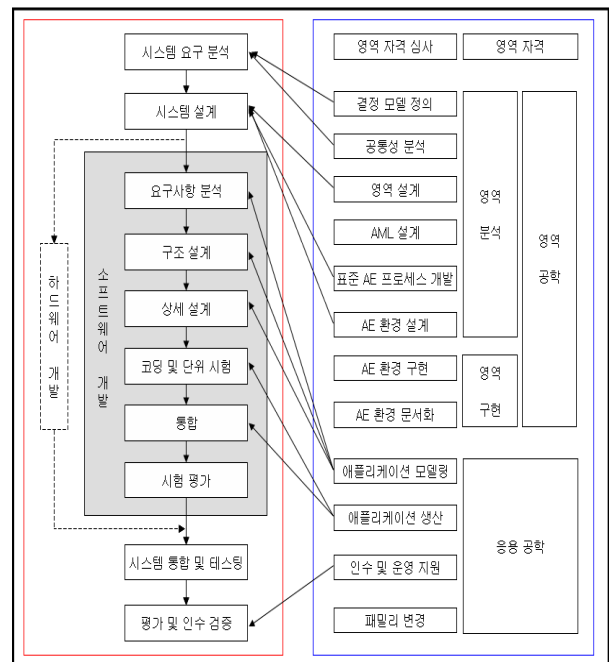 시스템 요구 분석
시스템 설계
요구사항 분석
구조 설계
상세 설계
코딩 및 단위 시험
통합
시험 평가
시스템 통합 및 테스팅
평가 및 인수 검증
하드웨어 개발
소프트웨어 개발
영역 자격 심사
영역 자격
결정 모델 정의
공통성 분석
영역 설계
AML 설계
표준 AE 프로세스 개발
AE 환경 설계
AE 환경 구현
AE 환경 문서화
애플리케이션 모델링
애플리케이션 생산
인수 및 운영 지원
패밀리 변경
영역
분석
영역
구현
영역
공학
응용 공학